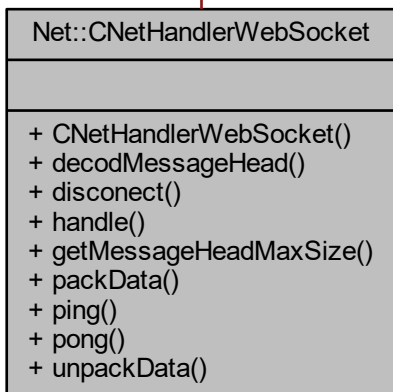 Net::CNetHandlerWebSocket
+ CNetHandlerWebSocket()
+ decodMessageHead()
+ disconect()
+ handle()
+ getMessageHeadMaxSize()
+ packData()
+ ping()
+ pong()
+ unpackData()